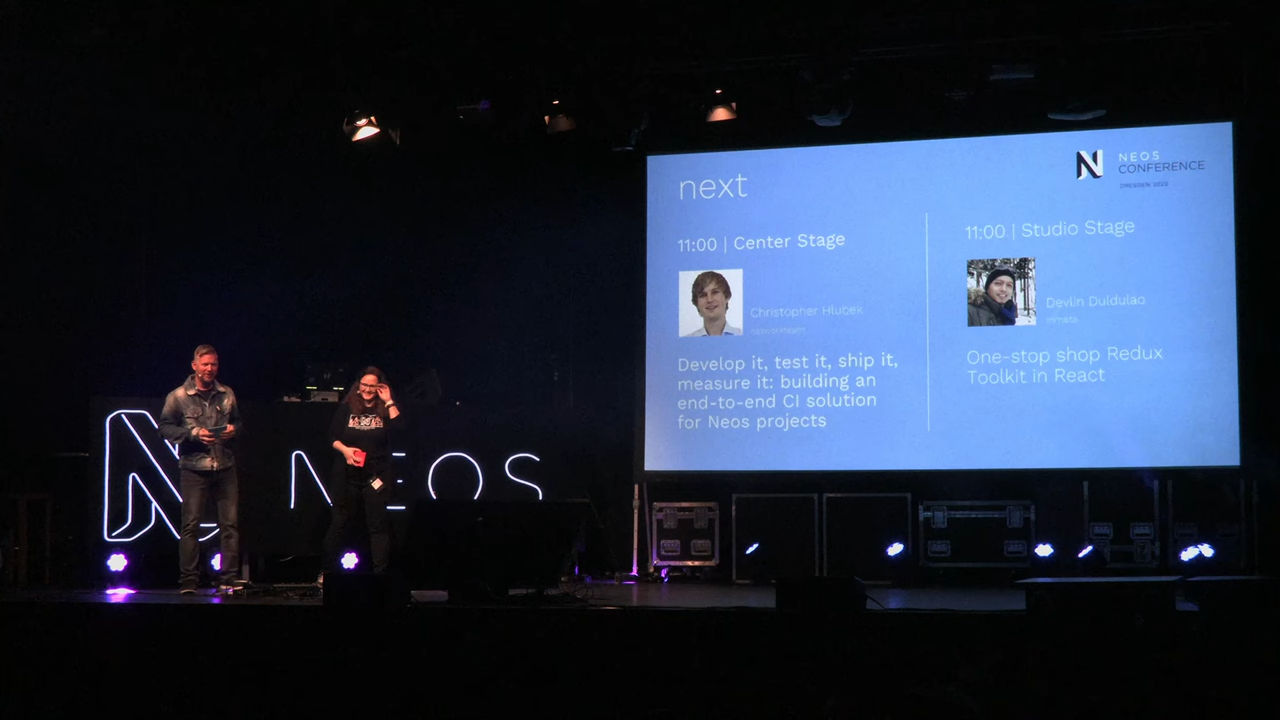 next
NEOS
CONFERENCE
DRESDEN 2020
11:00 | Center Stage
Christopher Hlubek
Develop it, test it, ship it,
measure it: building an
end-to-end CI solution
for Neos projects
11:00 | Studio Stage
Devlin Duldulao
One-stop shop Redux
Toolkit in React
NEOS